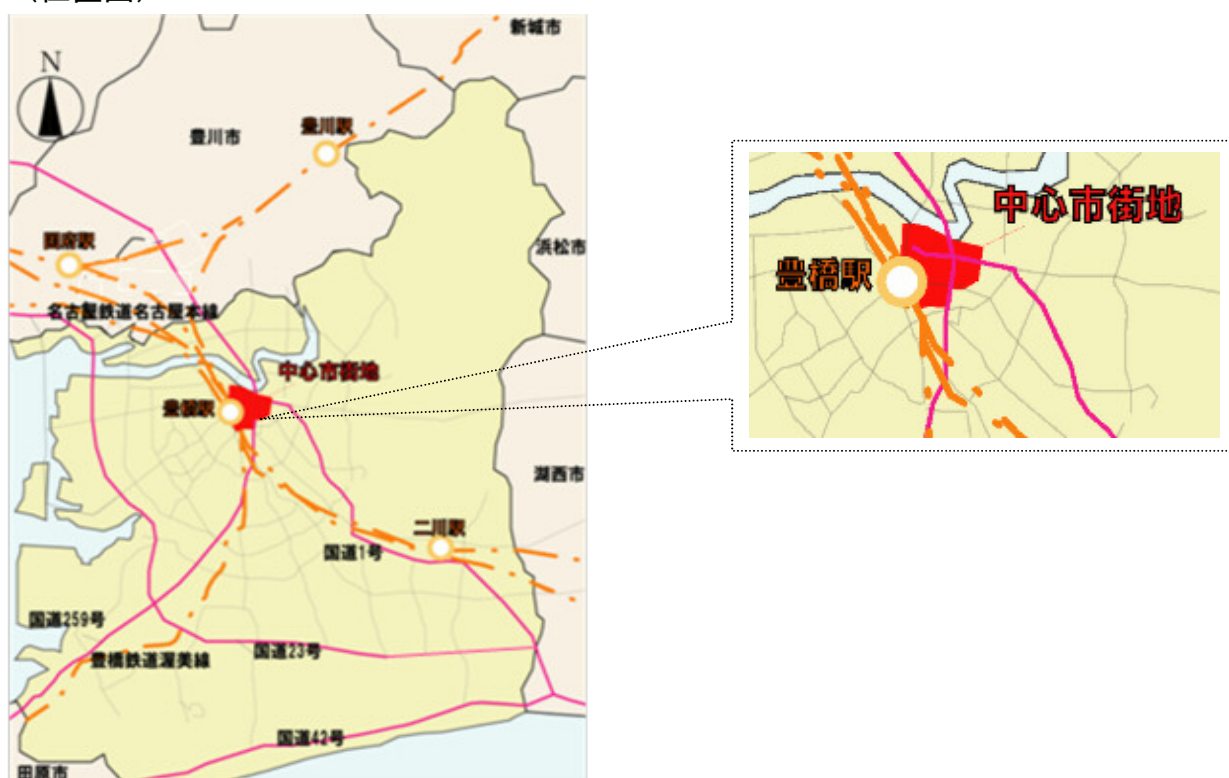 (位置図)
新城市
N
豊川駅
豊川市
国府駅
浜松市
名古屋鉄道名古屋本線
中心市街地
豊橋駅
湖西市
二川駅
国道1号
国道259号
国道23号
豊橋鉄道渥美線
国道42号
田原市
中心市街地
豊橋駅